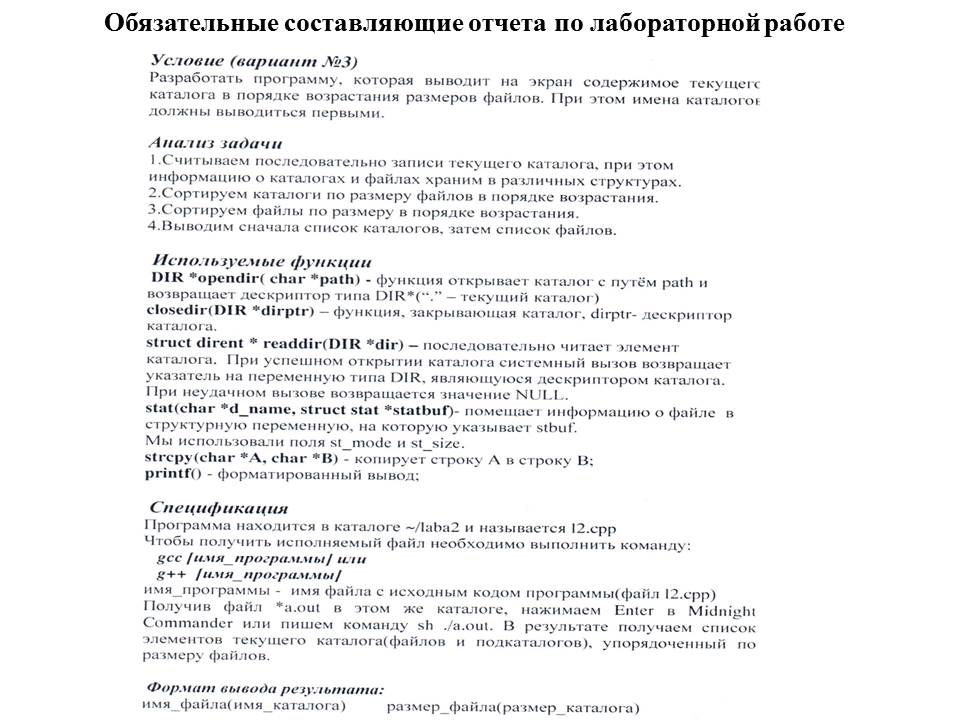 Обязательные составляющие отчета по лабораторной работе
Условие (вариант №3)
Разработать программу, которая выводит на экран содержимое текущегс
каталога в порядке возрастания размеров файлов. При этом имена каталогов
должны выводиться первыми.
Анализ задачи
1.Считываем последовательно записи текущего каталога, при этом
информацию о каталогах и файлах храним в различных структурах.
2.Сортируем каталоги по размеру файлов в порядке возрастания.
3.Сортируем файлы по размеру в порядке возрастания.
4.Выводим сначала список каталогов, затем список файлов.
Используемые функции
DIR *opendir( char *path) - функция открывает каталог с путём path и
возвращает дескриптор типа DIR*(“.” – текущий каталог)
closedir(DIR *dirptr) – функция, закрывающая каталог, dirptr- дескриптор
каталога.
struct dirent * readdir(DIR *dir) – последовательно читает элемент
каталога. При успешном открытии каталога системный вызов возвращает
указатель на переменную типа DIR, являющуюся дескриптором каталога.
При неудачном вызове возвращается значение NULL.
stat(char *d_name, struct stat *statbuf)- помещает информацию о файле в
структурную переменную, на которую указывает stbuf.
Мы использовали поля st_mode и st_size.
strcpy(char *A, char *B) - копирует строку A в строку B;
printf() - форматированный вывод;
Спецификация
Программа находится в каталоге ~/laba2 и называется l2.cpp
Чтобы получить исполняемый файл необходимо выполнить команду:
gcc [имя_программы] или
g++ [имя_программы]
имя_программы - имя файла с исходным кодом программы(файл l2.cpp)
Получив файл *a.out в этом же каталоге, нажимаем Enter в Midnight
Commander или пишем команду sh ./a.out. В результате получаем список
элементов текущего каталога(файлов и подкаталогов), упорядоченный по
размеру файлов.
Формат вывода результата:
имя_файла(имя_каталога) размер_файла(размер_каталога)